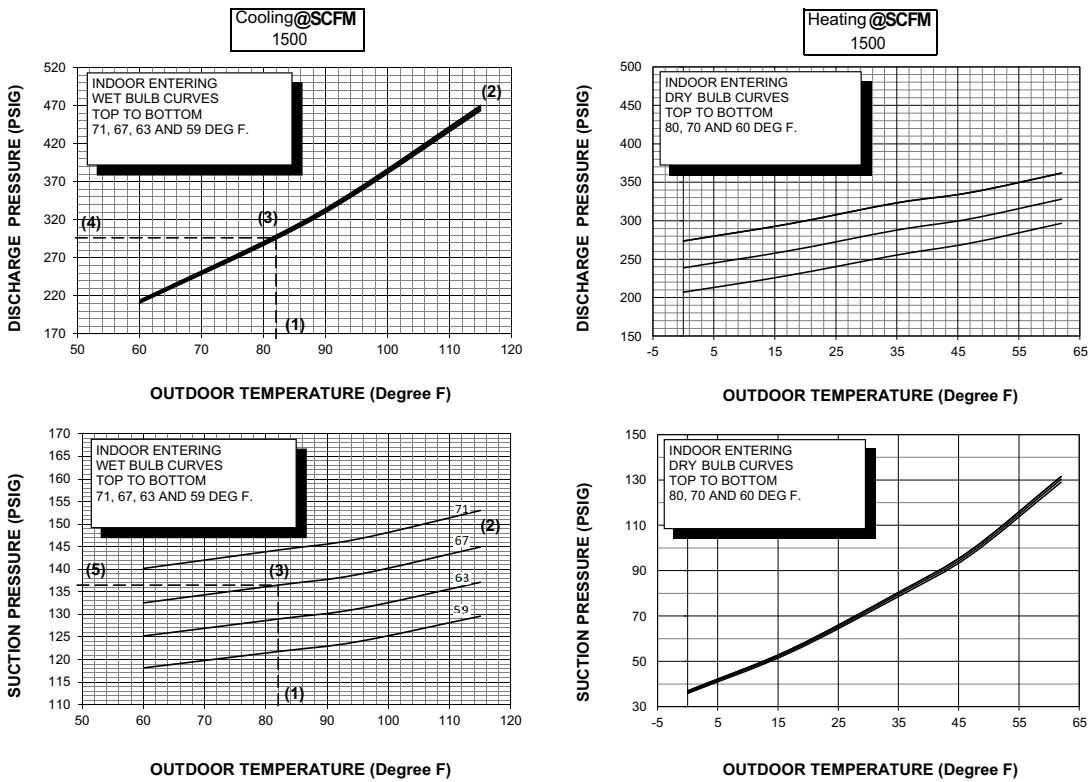 Cooling@SCFM
1500
DISCHARGE PRESSURE (PSIG)
520
470
420
370
320
270
220
170
INDOOR ENTERING
WET BULB CURVES
TOP TO BOTTOM
71, 67, 63 AND 59 DEG F.
(2)
(3)
(4)
(1)
50 60 70 80 90 100 110 120
OUTDOOR TEMPERATURE (Degree F)
Heating @SCFM
1500
DISCHARGE PRESSURE (PSIG)
500
450
400
350
300
250
200
150
INDOOR ENTERING
DRY BULB CURVES
TOP TO BOTTOM
80, 70 AND 60 DEG F.
-5 5 15 25 35 45 55 65
OUTDOOR TEMPERATURE (Degree F)
SUCTION PRESSURE (PSIG)
170
165
160
155
150
145
140
135
130
125
120
115
110
INDOOR ENTERING
WET BULB CURVES
TOP TO BOTTOM
71, 67, 63 AND 59 DEG F.
71
(2)
67
(3)
(5)
63
59
(1)
50 60 70 80 90 100 110 120
OUTDOOR TEMPERATURE (Degree F)
SUCTION PRESSURE (PSIG)
150
130
110
90
70
50
30
INDOOR ENTERING
DRY BULB CURVES
TOP TO BOTTOM
80, 70 AND 60 DEG F.
-5 5 15 25 35 45 55 65
OUTDOOR TEMPERATURE (Degree F)